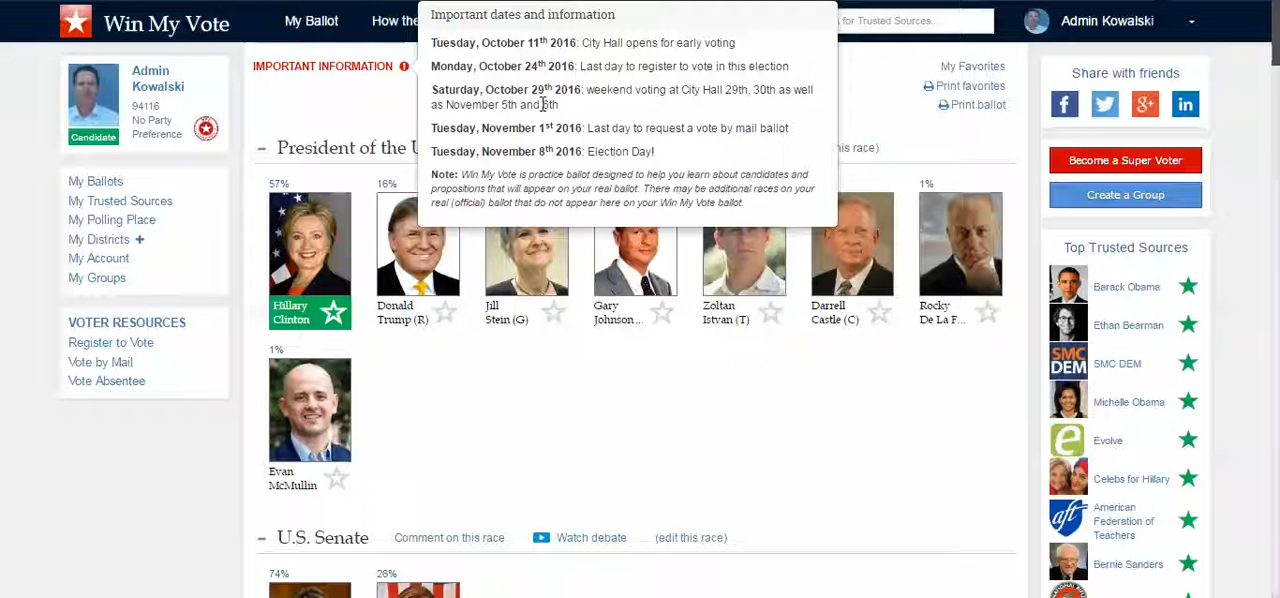 Win My Vote
My Ballot
How the
for Trusted Sources...
Admin Kowalski
Admin
Kowalski
94116
No Party
Preference
Candidate
My Ballots
My Trusted Sources
My Polling Place
My Districts +
My Account
My Groups
VOTER RESOURCES
Register to Vote
Vote by Mail
Vote Absentee
IMPORTANT INFORMATION
Important dates and information
Tuesday, October 11th 2016: City Hall opens for early voting
Monday, October 24th 2016: Last day to register to vote in this election
Saturday, October 29th 2016: weekend voting at City Hall 29th, 30th as well
as November 5th and 6th
Tuesday, November 1st 2016: Last day to request a vote by mail ballot
Tuesday, November 8th 2016: Election Day!
Note: Win My Vote is practice ballot designed to help you learn about candidates and
propositions that will appear on your real ballot. There may be additional races on your
real (official) ballot that do not appear here on your Win My Vote ballot.
My Favorites
Print favorites
Print ballot
– President of the
his race)
57%
16%
1%
Hillary
Clinton
Donald
Trump (R)
Jill
Stein (G)
Gary
Johnson ...
Zoltan
Istvan (T)
Darrell
Castle (C)
Rocky
De La F...
1%
Evan
McMullin
– U.S. Senate
Comment on this race
Watch debate
(edit this race)
74%
26%
Share with friends
f
g+
in
Become a Super Voter
Create a Group
Top Trusted Sources
Barack Obama
Ethan Bearman
SMC
DEM
SMC DEM
Michelle Obama
e
Evolve
Celebs for Hillary
aft
American
Federation of
Teachers
Bernie Sanders